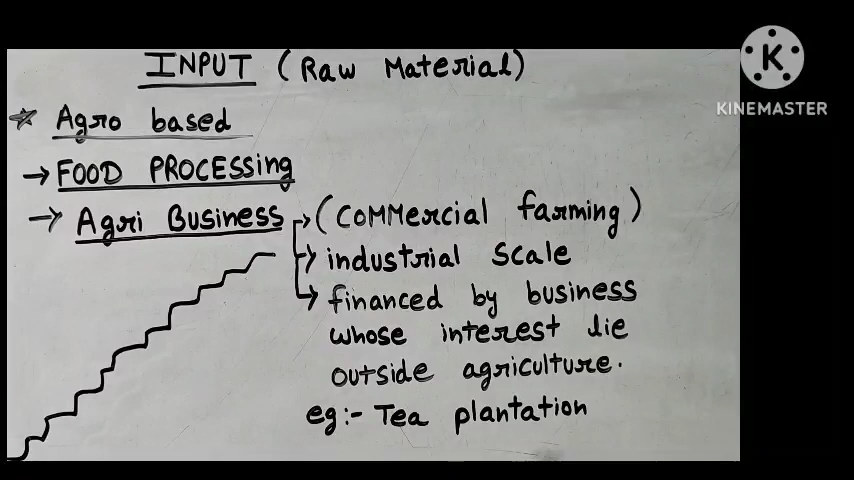 INPUT (Raw Material)
K
KINEMASTER
☆ Agro based
→ FOOD PROCESSING
→ Agri Business → (COMMercial farming)
→ industrial scale
→ financed by business
whose interest lie
outside agriculture.
eg:- Tea plantation